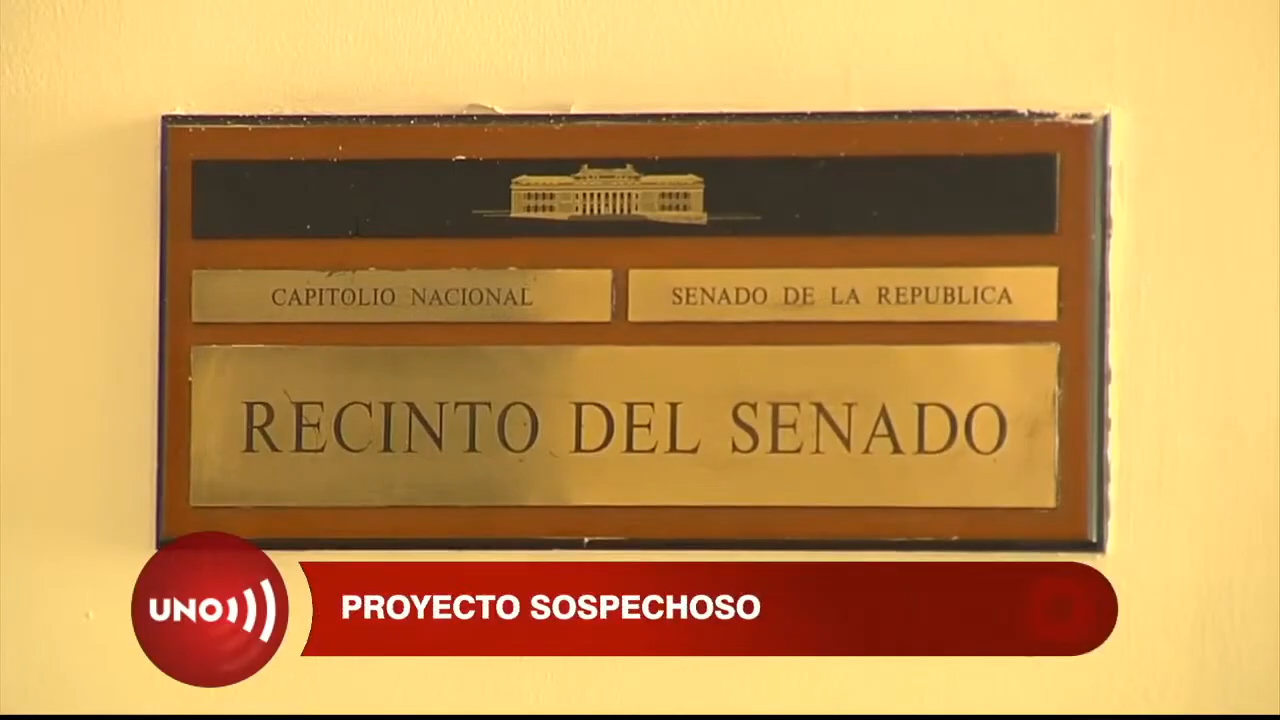 CAPITOLIO NACIONAL
SENADO DE LA REPUBLICA
RECINTO DEL SENADO
UNO
PROYECTO SOSPECHOSO